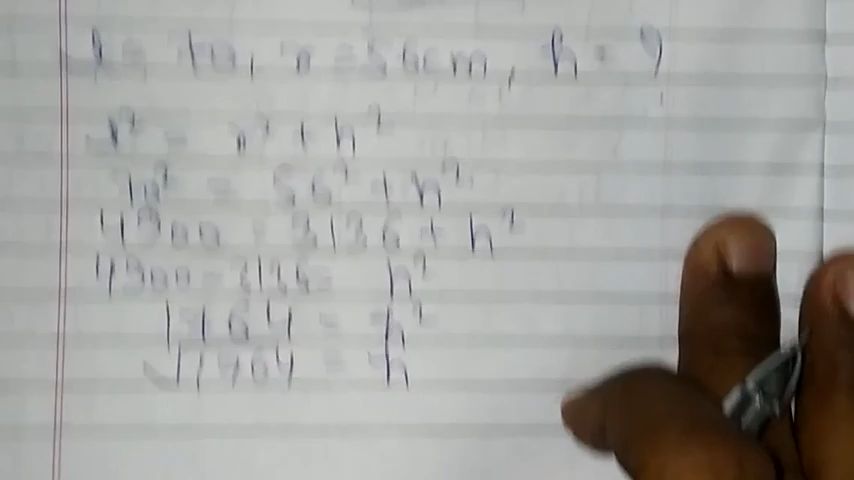 l = 70, r = 56cm, h = ?
l² = r² + h²
70² = 56² + h²
4900 = 3136 + h²
4900 - 3136 = h²
1764 = h²
√1764 = h